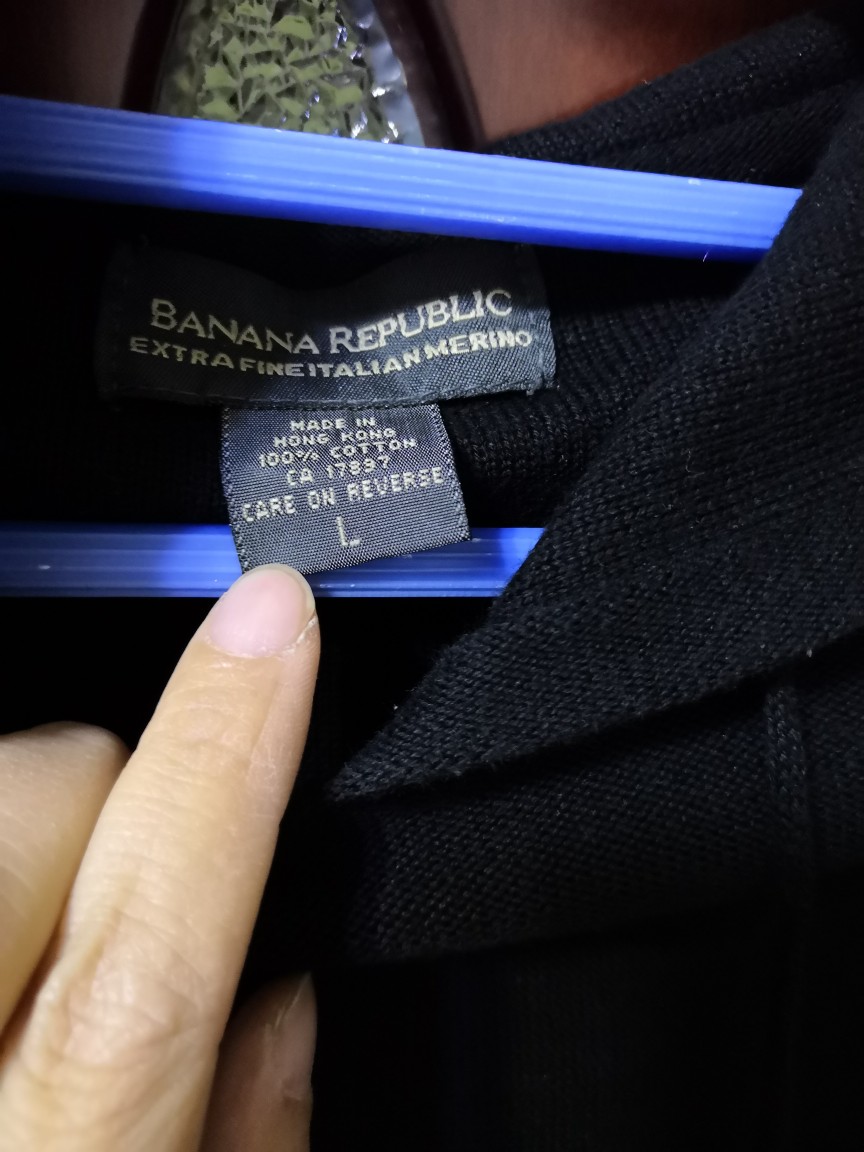 BANANA REPUBLIC
EXTRA FINE ITALIAN MERINO
MADE IN
HONG KONG
100% COTTON
CA 17897
CARE ON REVERSE
L